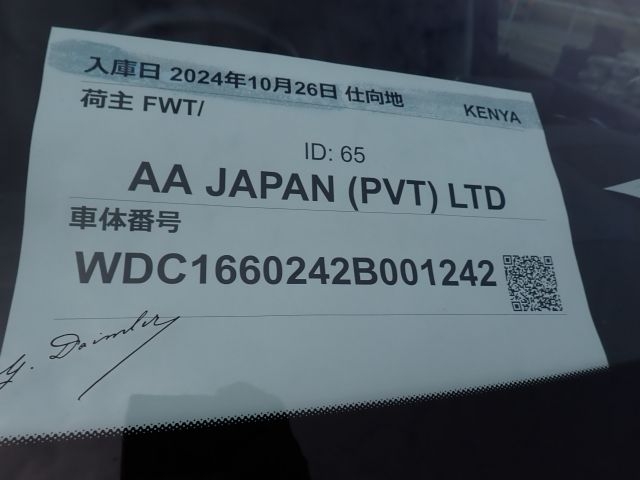 入庫日 2024年10月26日 仕向地 KENYA
荷主 FWT/
ID: 65
AA JAPAN (PVT) LTD
車体番号
WDC1660242B001242
G. Daimler